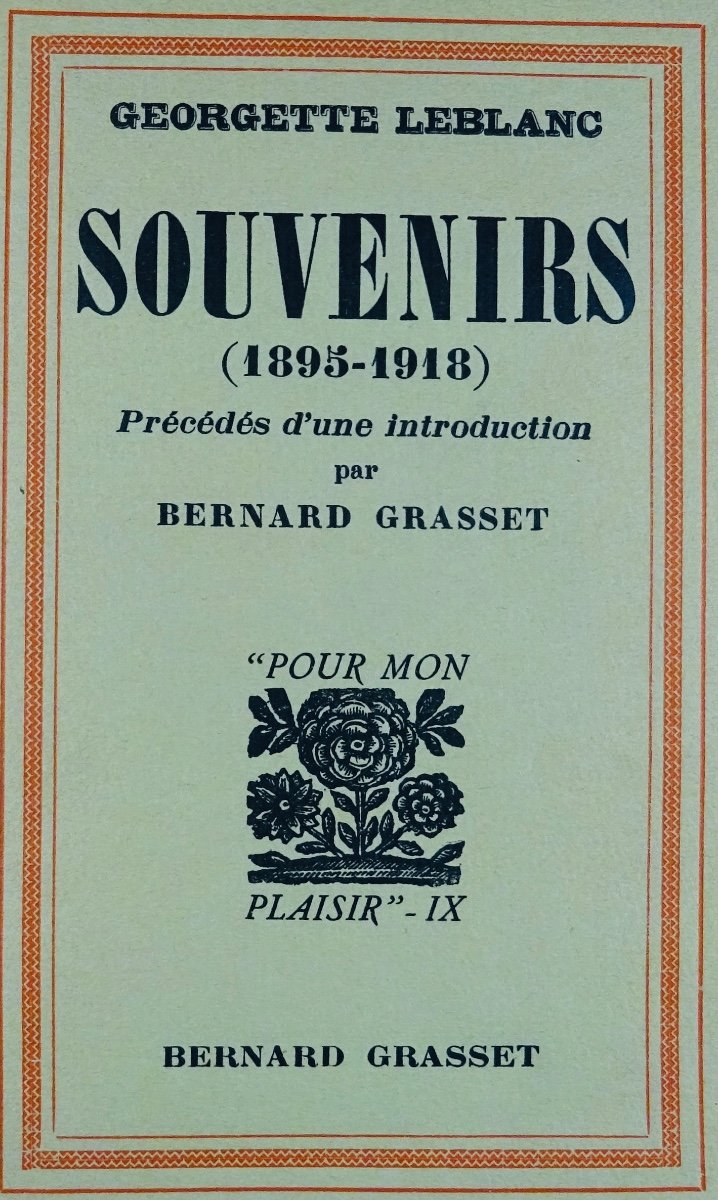 GEORGETTE LEBLANC
SOUVENIRS
(1895-1918)
Précédés d'une introduction
par
BERNARD GRASSET
"POUR MON
PLAISIR" - IX
BERNARD GRASSET